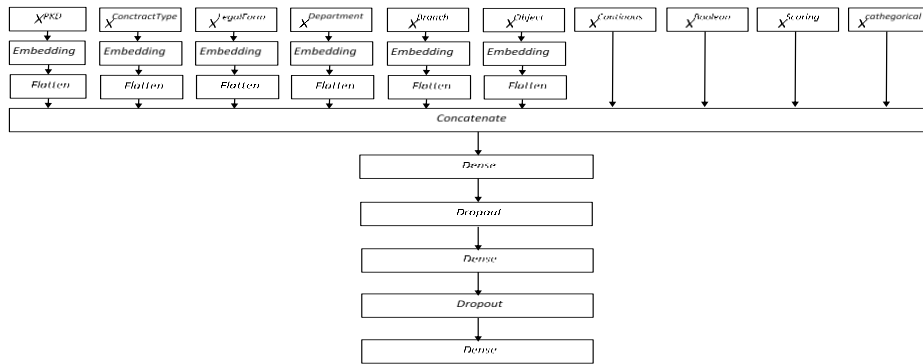 X^PKD X^ConctractType X^LegalForm X^Department X^Branch X^Object X^Continous X^Boolean X^Scoring X^cathegorical
Embedding Embedding Embedding Embedding Embedding Embedding
Flatten Flatten Flatten Flatten Flatten Flatten
Concatenate
Dense
Dropout
Dense
Dropout
Dense